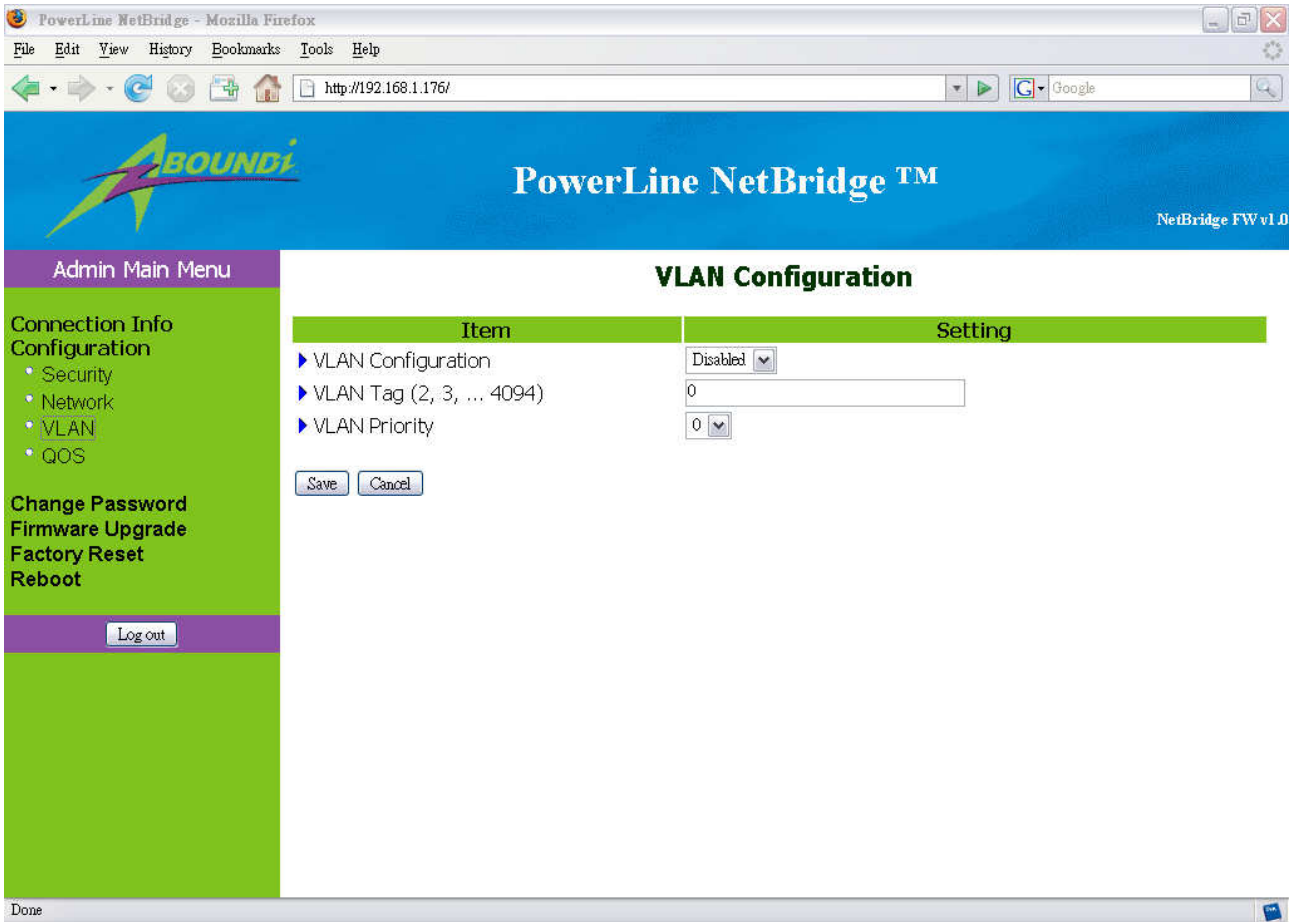 PowerLine NetBridge - Mozilla Firefox
File Edit View History Bookmarks Tools Help
http://192.168.1.176/
Google
ABOUNDi
PowerLine NetBridge ™
NetBridge FW v1.0
Admin Main Menu
Connection Info
Configuration
Security
Network
VLAN
QOS
Change Password
Firmware Upgrade
Factory Reset
Reboot
Log out
VLAN Configuration
Item Setting
VLAN Configuration Disabled
VLAN Tag (2, 3, ... 4094) 0
VLAN Priority 0
Save Cancel
Done